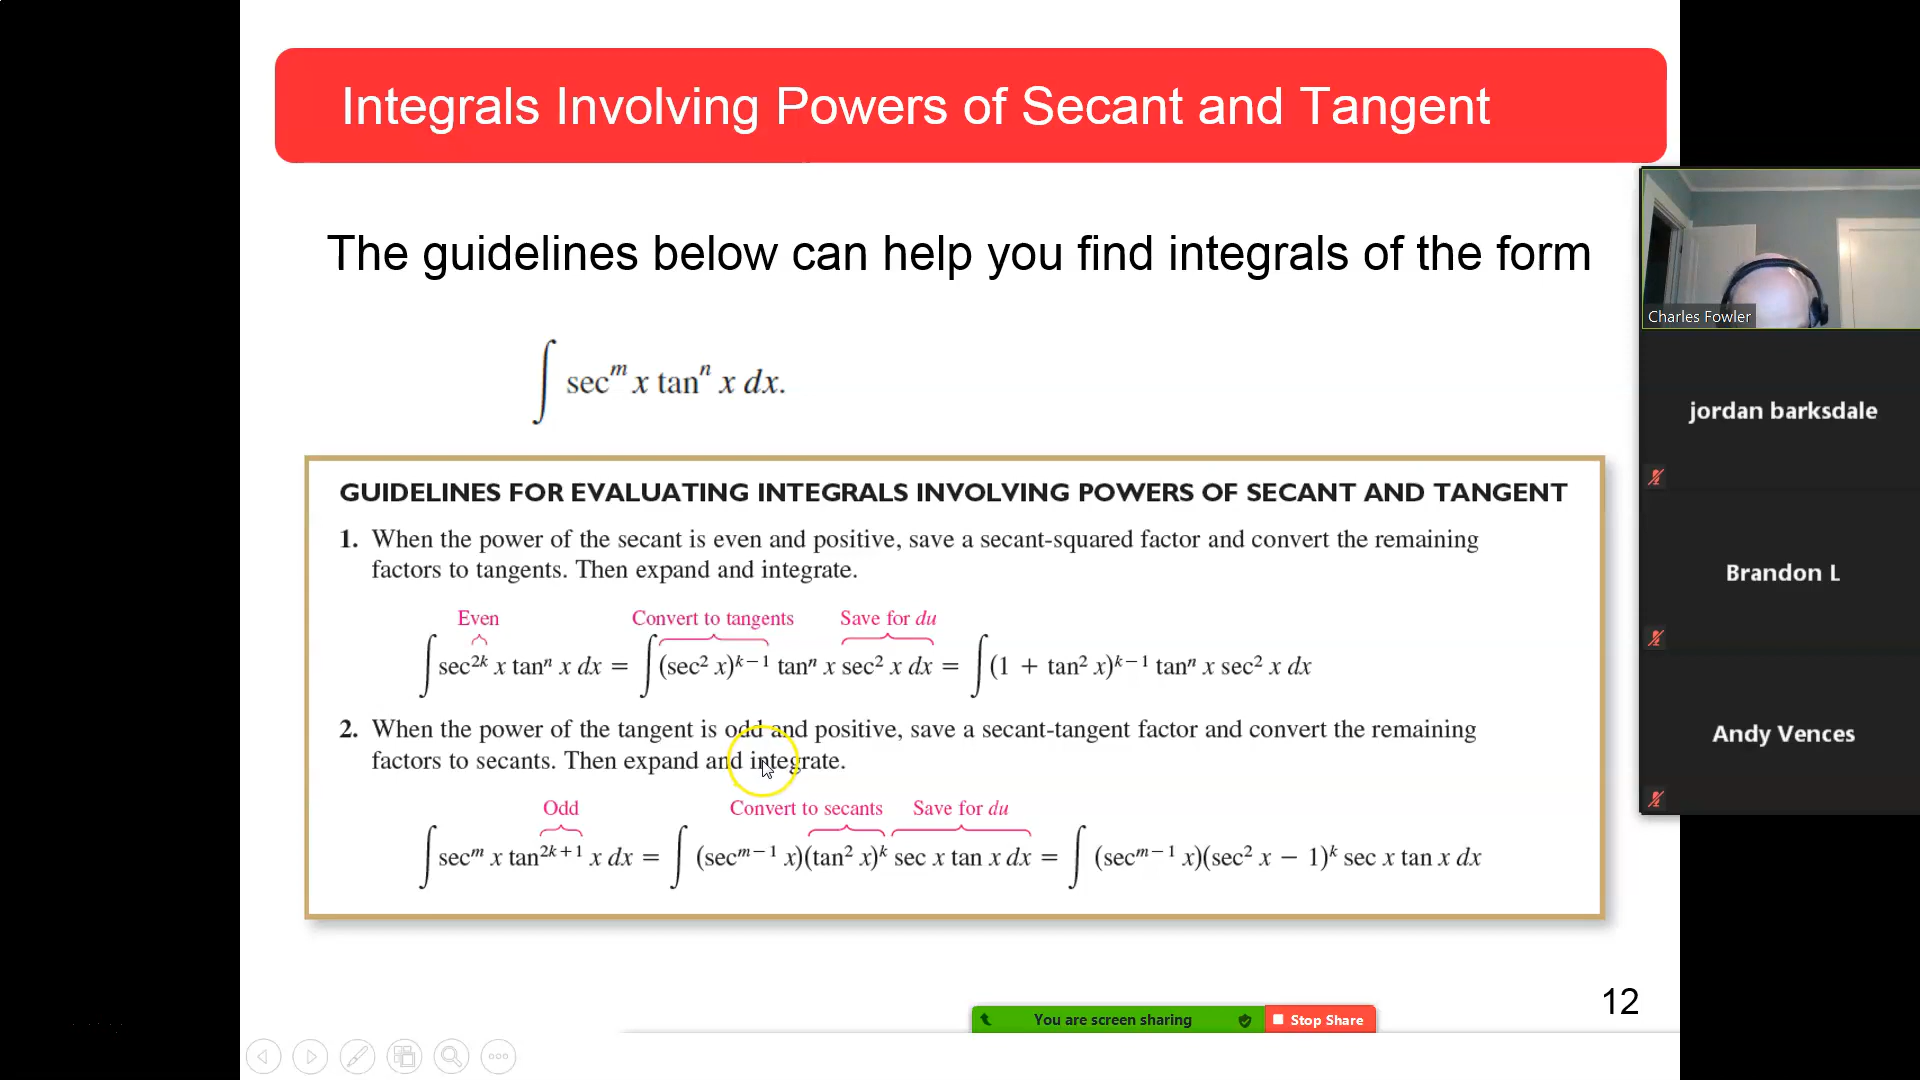 Integrals Involving Powers of Secant and Tangent
The guidelines below can help you find integrals of the form
∫ secᵐ x tanⁿ x dx.
GUIDELINES FOR EVALUATING INTEGRALS INVOLVING POWERS OF SECANT AND TANGENT
1. When the power of the secant is even and positive, save a secant-squared factor and convert the remaining
factors to tangents. Then expand and integrate.
Even Convert to tangents Save for du
∫ sec²ᵏ x tanⁿ x dx = ∫ (sec² x)ᵏ⁻¹ tanⁿ x sec² x dx = ∫ (1 + tan² x)ᵏ⁻¹ tanⁿ x sec² x dx
2. When the power of the tangent is odd and positive, save a secant-tangent factor and convert the remaining
factors to secants. Then expand and integrate.
Odd Convert to secants Save for du
∫ secᵐ x tan²ᵏ⁺¹ x dx = ∫ (secᵐ⁻¹ x)(tan² x)ᵏ sec x tan x dx = ∫ (secᵐ⁻¹ x)(sec² x − 1)ᵏ sec x tan x dx
12
You are screen sharing
Stop Share
Charles Fowler
jordan barksdale
Brandon L
Andy Vences